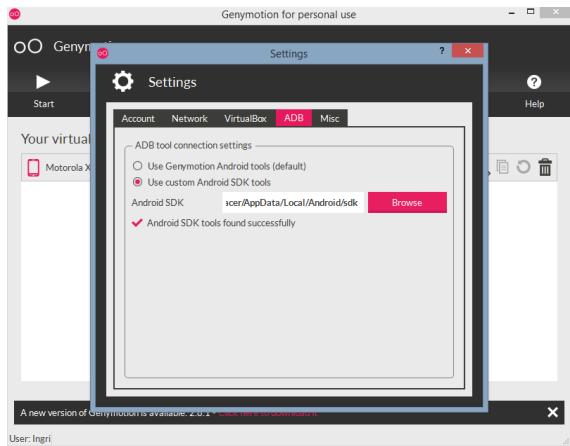 Genymotion for personal use
Genym
Settings
?
Settings
Start
Help
Account Network VirtualBox ADB Misc
Your virtual
ADB tool connection settings
Use Genymotion Android tools (default)
Motorola X
Use custom Android SDK tools
Android SDK
acer/AppData/Local/Android/sdk
Browse
Android SDK tools found successfully
A new version of Genymotion is available: 2.8.1 - Click here to download it
User: Ingri